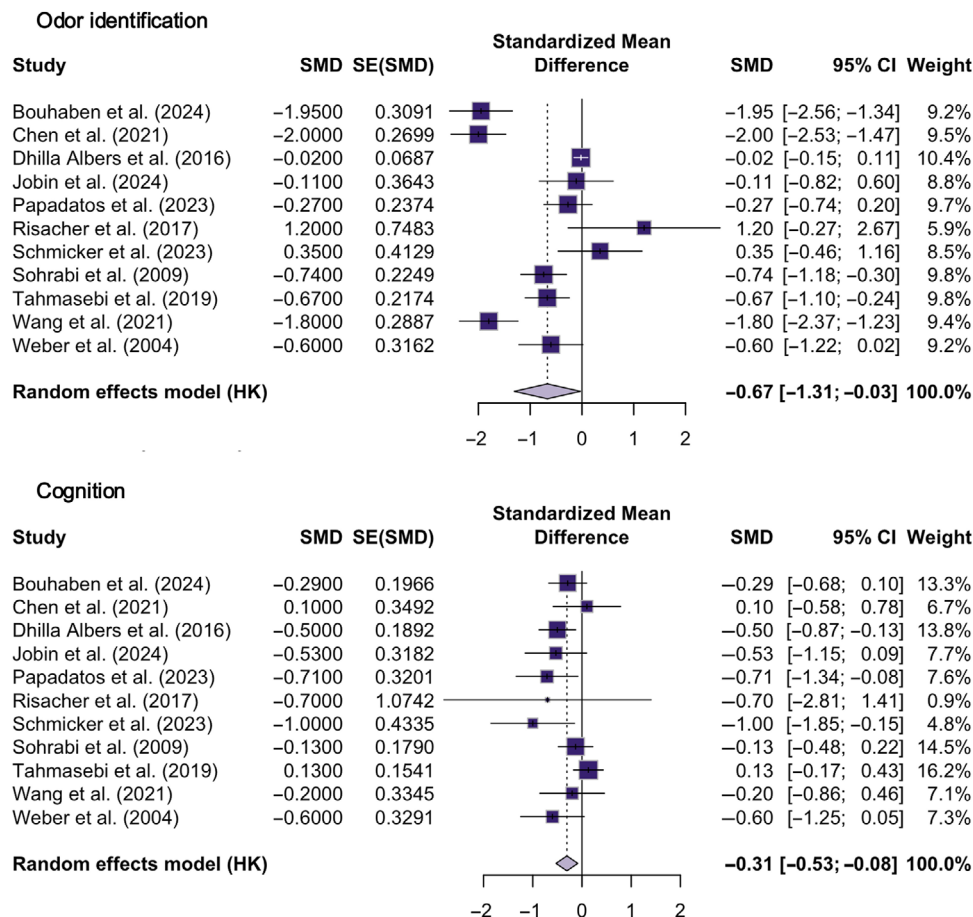 Odor identification
Standardized Mean
Study SMD SE(SMD) Difference SMD 95% CI Weight
Bouhaben et al. (2024) −1.9500 0.3091 −1.95 [−2.56; −1.34] 9.2%
Chen et al. (2021) −2.0000 0.2699 −2.00 [−2.53; −1.47] 9.5%
Dhilla Albers et al. (2016) −0.0200 0.0687 −0.02 [−0.15; 0.11] 10.4%
Jobin et al. (2024) −0.1100 0.3643 −0.11 [−0.82; 0.60] 8.8%
Papadatos et al. (2023) −0.2700 0.2374 −0.27 [−0.74; 0.20] 9.7%
Risacher et al. (2017) 1.2000 0.7483 1.20 [−0.27; 2.67] 5.9%
Schmicker et al. (2023) 0.3500 0.4129 0.35 [−0.46; 1.16] 8.5%
Sohrabi et al. (2009) −0.7400 0.2249 −0.74 [−1.18; −0.30] 9.8%
Tahmasebi et al. (2019) −0.6700 0.2174 −0.67 [−1.10; −0.24] 9.8%
Wang et al. (2021) −1.8000 0.2887 −1.80 [−2.37; −1.23] 9.4%
Weber et al. (2004) −0.6000 0.3162 −0.60 [−1.22; 0.02] 9.2%
Random effects model (HK) −0.67 [−1.31; −0.03] 100.0%
−2 −1 0 1 2
Cognition
Standardized Mean
Study SMD SE(SMD) Difference SMD 95% CI Weight
Bouhaben et al. (2024) −0.2900 0.1966 −0.29 [−0.68; 0.10] 13.3%
Chen et al. (2021) 0.1000 0.3492 0.10 [−0.58; 0.78] 6.7%
Dhilla Albers et al. (2016) −0.5000 0.1892 −0.50 [−0.87; −0.13] 13.8%
Jobin et al. (2024) −0.5300 0.3182 −0.53 [−1.15; 0.09] 7.7%
Papadatos et al. (2023) −0.7100 0.3201 −0.71 [−1.34; −0.08] 7.6%
Risacher et al. (2017) −0.7000 1.0742 −0.70 [−2.81; 1.41] 0.9%
Schmicker et al. (2023) −1.0000 0.4335 −1.00 [−1.85; −0.15] 4.8%
Sohrabi et al. (2009) −0.1300 0.1790 −0.13 [−0.48; 0.22] 14.5%
Tahmasebi et al. (2019) 0.1300 0.1541 0.13 [−0.17; 0.43] 16.2%
Wang et al. (2021) −0.2000 0.3345 −0.20 [−0.86; 0.46] 7.1%
Weber et al. (2004) −0.6000 0.3291 −0.60 [−1.25; 0.05] 7.3%
Random effects model (HK) −0.31 [−0.53; −0.08] 100.0%
−2 −1 0 1 2